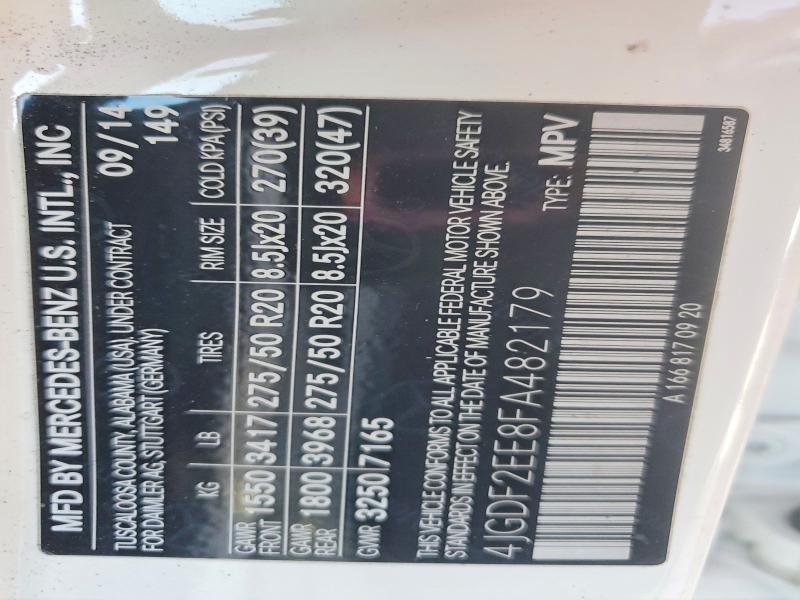 MFD BY MERCEDES-BENZ U.S. INTL., INC
TUSCALOOSA COUNTY, ALABAMA (USA), UNDER CONTRACT 09/14
FOR DAIMLER AG, STUTTGART (GERMANY) 149
KG LB TIRES RIM SIZE COLD KPA(PSI)
GAWR FRONT 1550 3417 275/50 R20 8.5Jx20 270(39)
GAWR REAR 1800 3968 275/50 R20 8.5Jx20 320(47)
GVWR 3250 7165
THIS VEHICLE CONFORMS TO ALL APPLICABLE FEDERAL MOTOR VEHICLE SAFETY
STANDARDS IN EFFECT ON THE DATE OF MANUFACTURE SHOWN ABOVE.
4JGDF2EE8FA482179 TYPE: MPV
A 166 817 09 20 34816587